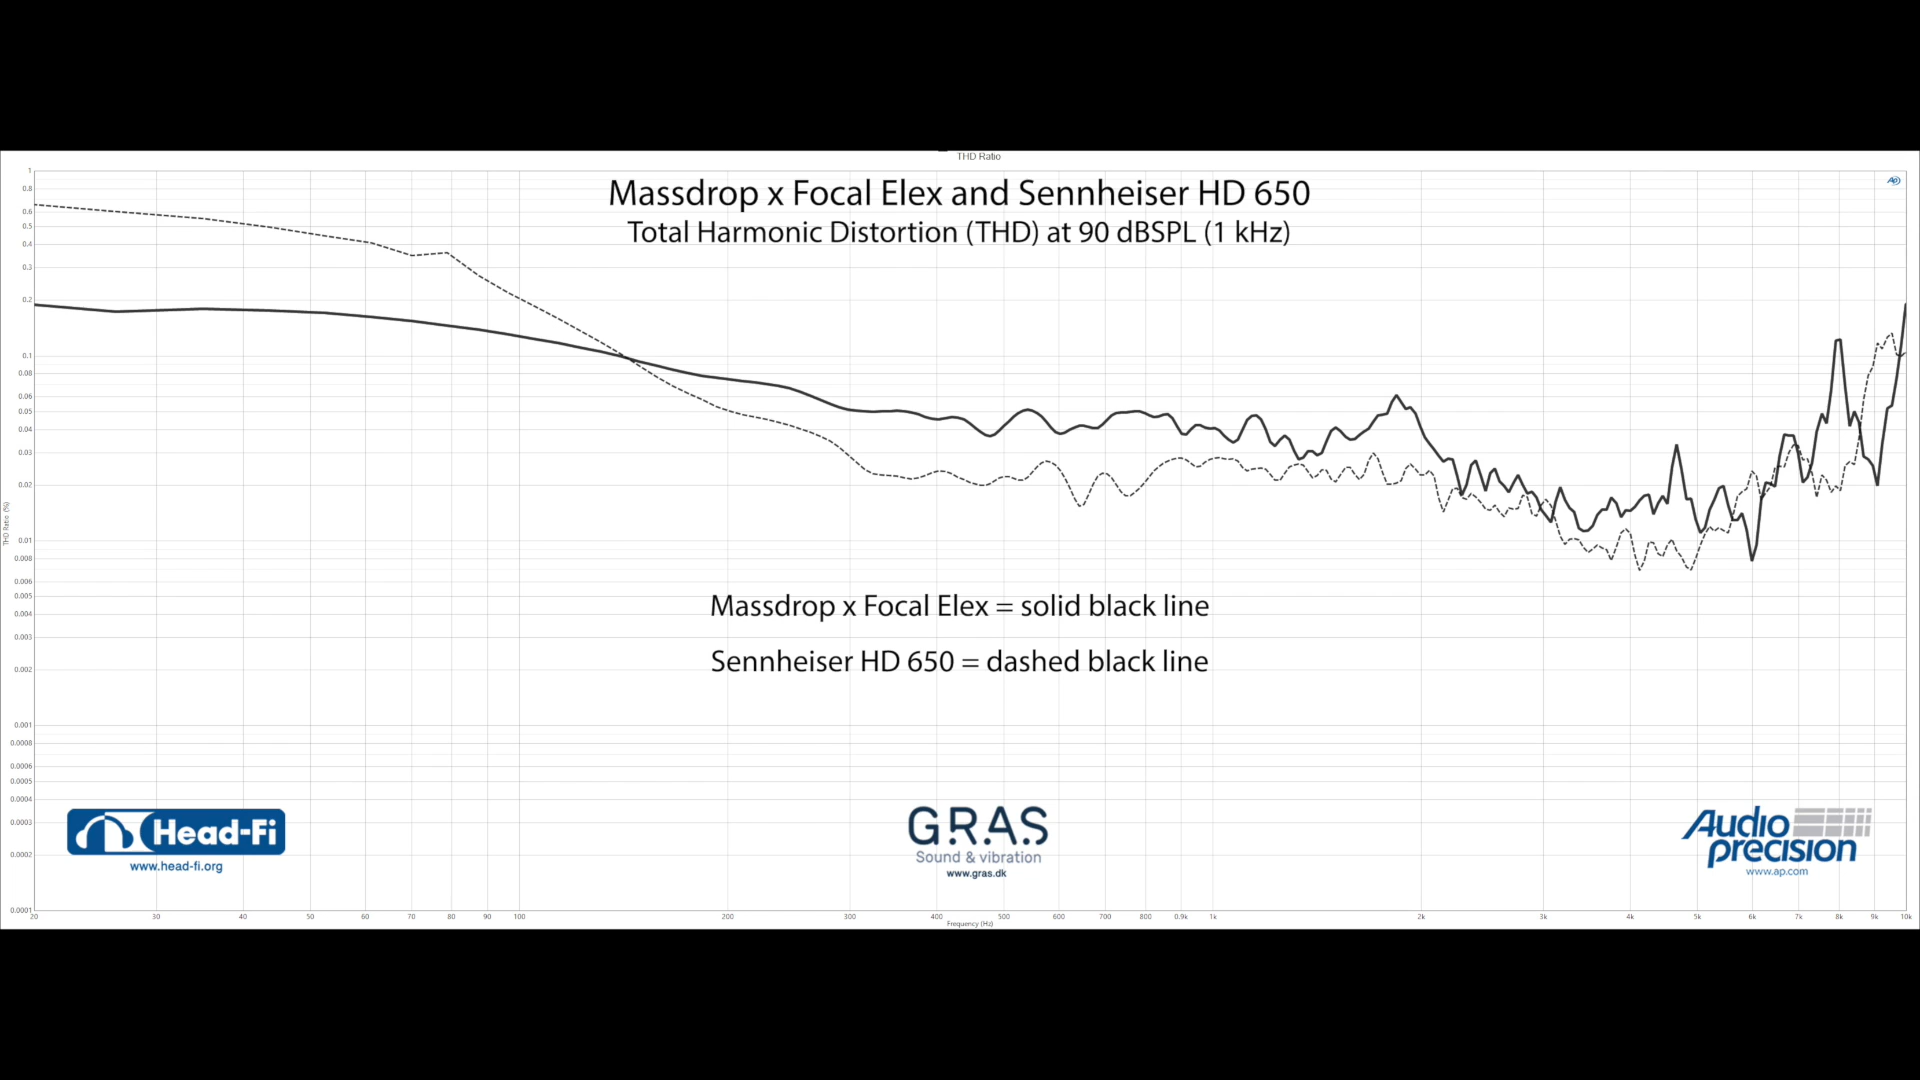 THD Ratio
Massdrop x Focal Elex and Sennheiser HD 650
Total Harmonic Distortion (THD) at 90 dBSPL (1 kHz)
1
0.8
0.6
0.5
0.4
0.3
0.2
0.1
0.08
0.06
0.05
0.04
0.03
0.02
0.01
0.008
0.006
0.005
0.004
0.003
0.002
0.001
0.0008
0.0006
0.0005
0.0004
0.0003
0.0002
0.0001
THD Ratio (%)
AP
Massdrop x Focal Elex = solid black line
Sennheiser HD 650 = dashed black line
Head-Fi
www.head-fi.org
G.R.A.S
Sound & vibration
www.gras.dk
Audio
precision
www.ap.com
20 30 40 50 60 70 80 90 100 200 300 400 500 600 700 800 0.9k 1k 2k 3k 4k 5k 6k 7k 8k 9k 10k
Frequency (Hz)